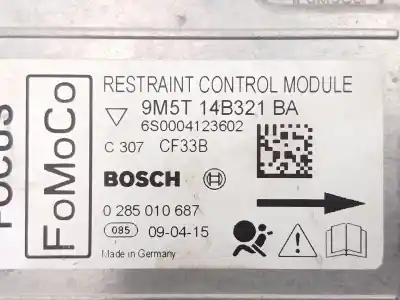 RESTRAINT CONTROL MODULE
9M5T 14B321 BA
6S0004123602
C 307 CF33B
BOSCH
0 285 010 687
085 09-04-15
Made in Germany
FoMoCo
FOCUS